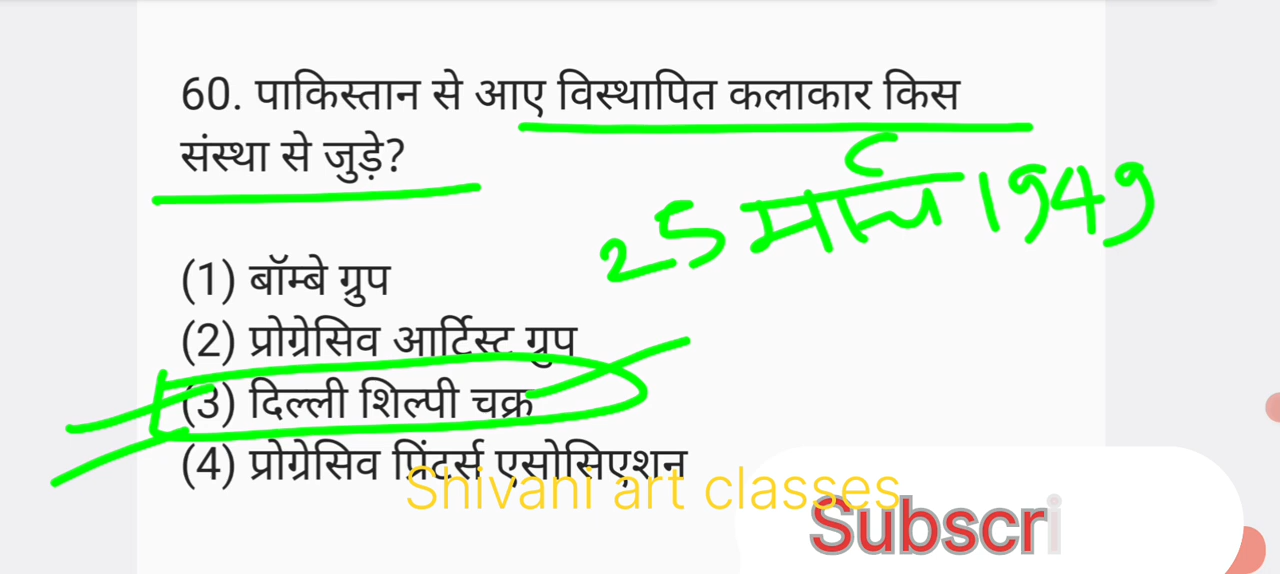 60. पाकिस्तान से आए विस्थापित कलाकार किस
संस्था से जुड़े?
25 मार्च 1949
(1) बॉम्बे ग्रुप
(2) प्रोग्रेसिव आर्टिस्ट ग्रुप
(3) दिल्ली शिल्पी चक्र
(4) प्रोग्रेसिव प्रिंटर्स एसोसिएशन
Shivani art classes
Subscri